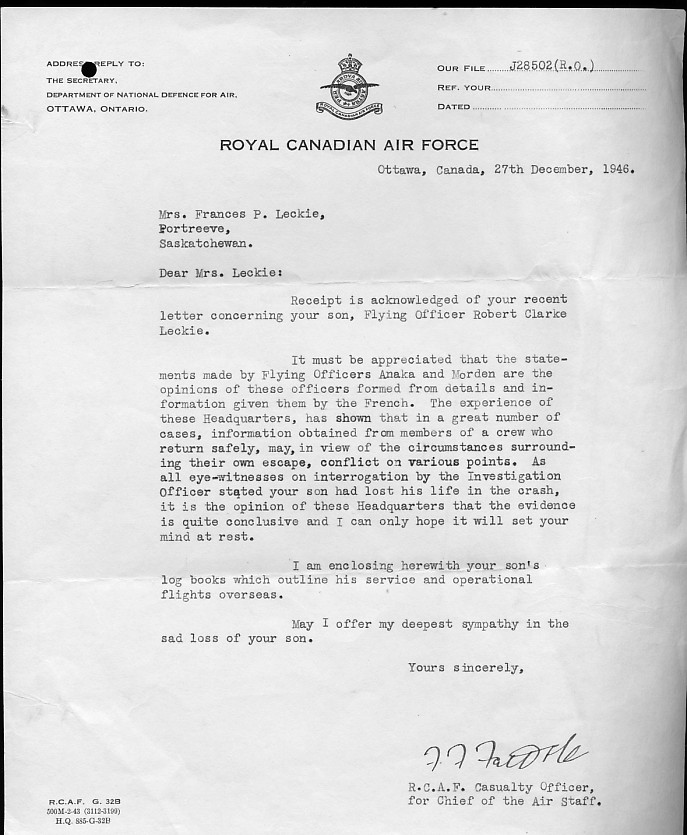 ADDRESS REPLY TO:
THE SECRETARY,
DEPARTMENT OF NATIONAL DEFENCE FOR AIR,
OTTAWA, ONTARIO.
OUR FILE J28502(R.O.)
REF. YOUR
DATED
ROYAL CANADIAN AIR FORCE
Ottawa, Canada, 27th December, 1946.
Mrs. Frances P. Leckie,
Portreeve,
Saskatchewan.
Dear Mrs. Leckie:
Receipt is acknowledged of your recent
letter concerning your son, Flying Officer Robert Clarke
Leckie.
It must be appreciated that the state-
ments made by Flying Officers Anaka and Morden are the
opinions of these officers formed from details and in-
formation given them by the French. The experience of
these Headquarters, has shown that in a great number of
cases, information obtained from members of a crew who
return safely, may, in view of the circumstances surround-
ing their own escape, conflict on various points. As
all eye-witnesses on interrogation by the Investigation
Officer stated your son had lost his life in the crash,
it is the opinion of these Headquarters that the evidence
is quite conclusive and I can only hope it will set your
mind at rest.
I am enclosing herewith your son's
log books which outline his service and operational
flights overseas.
May I offer my deepest sympathy in the
sad loss of your son.
Yours sincerely,
R.C.A.F. Casualty Officer,
for Chief of the Air Staff.
R.C.A.F. G. 32B
500M-2-43 (3112-3199)
H.Q. 885-G-32B